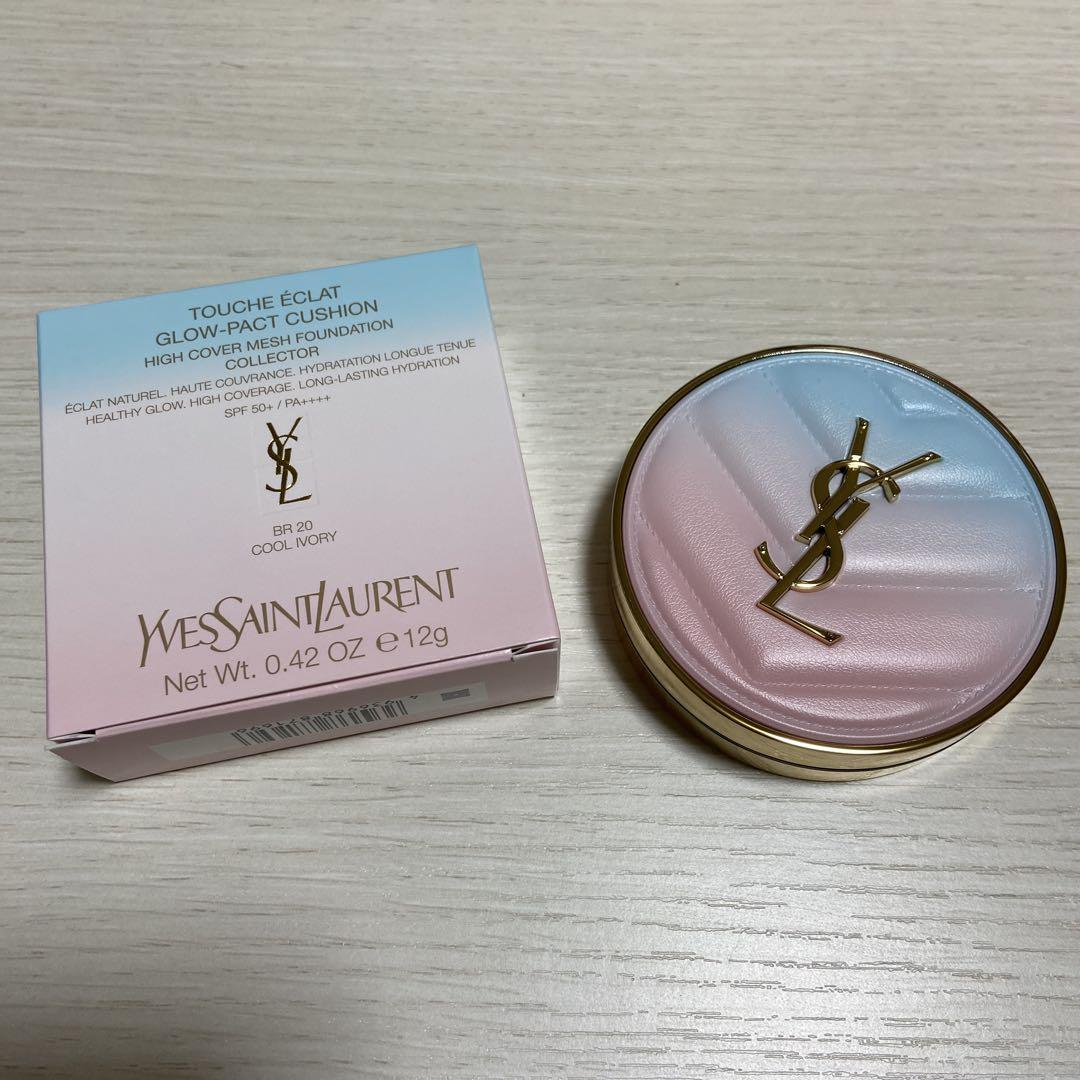 TOUCHE ÉCLAT
GLOW-PACT CUSHION
HIGH COVER MESH FOUNDATION
COLLECTOR
ÉCLAT NATUREL. HAUTE COUVRANCE. HYDRATATION LONGUE TENUE
HEALTHY GLOW. HIGH COVERAGE. LONG-LASTING HYDRATION
SPF 50+ / PA++++
YSL
BR 20
COOL IVORY
YVESSAINTLAURENT
Net Wt. 0.42 OZ e 12g
YSL